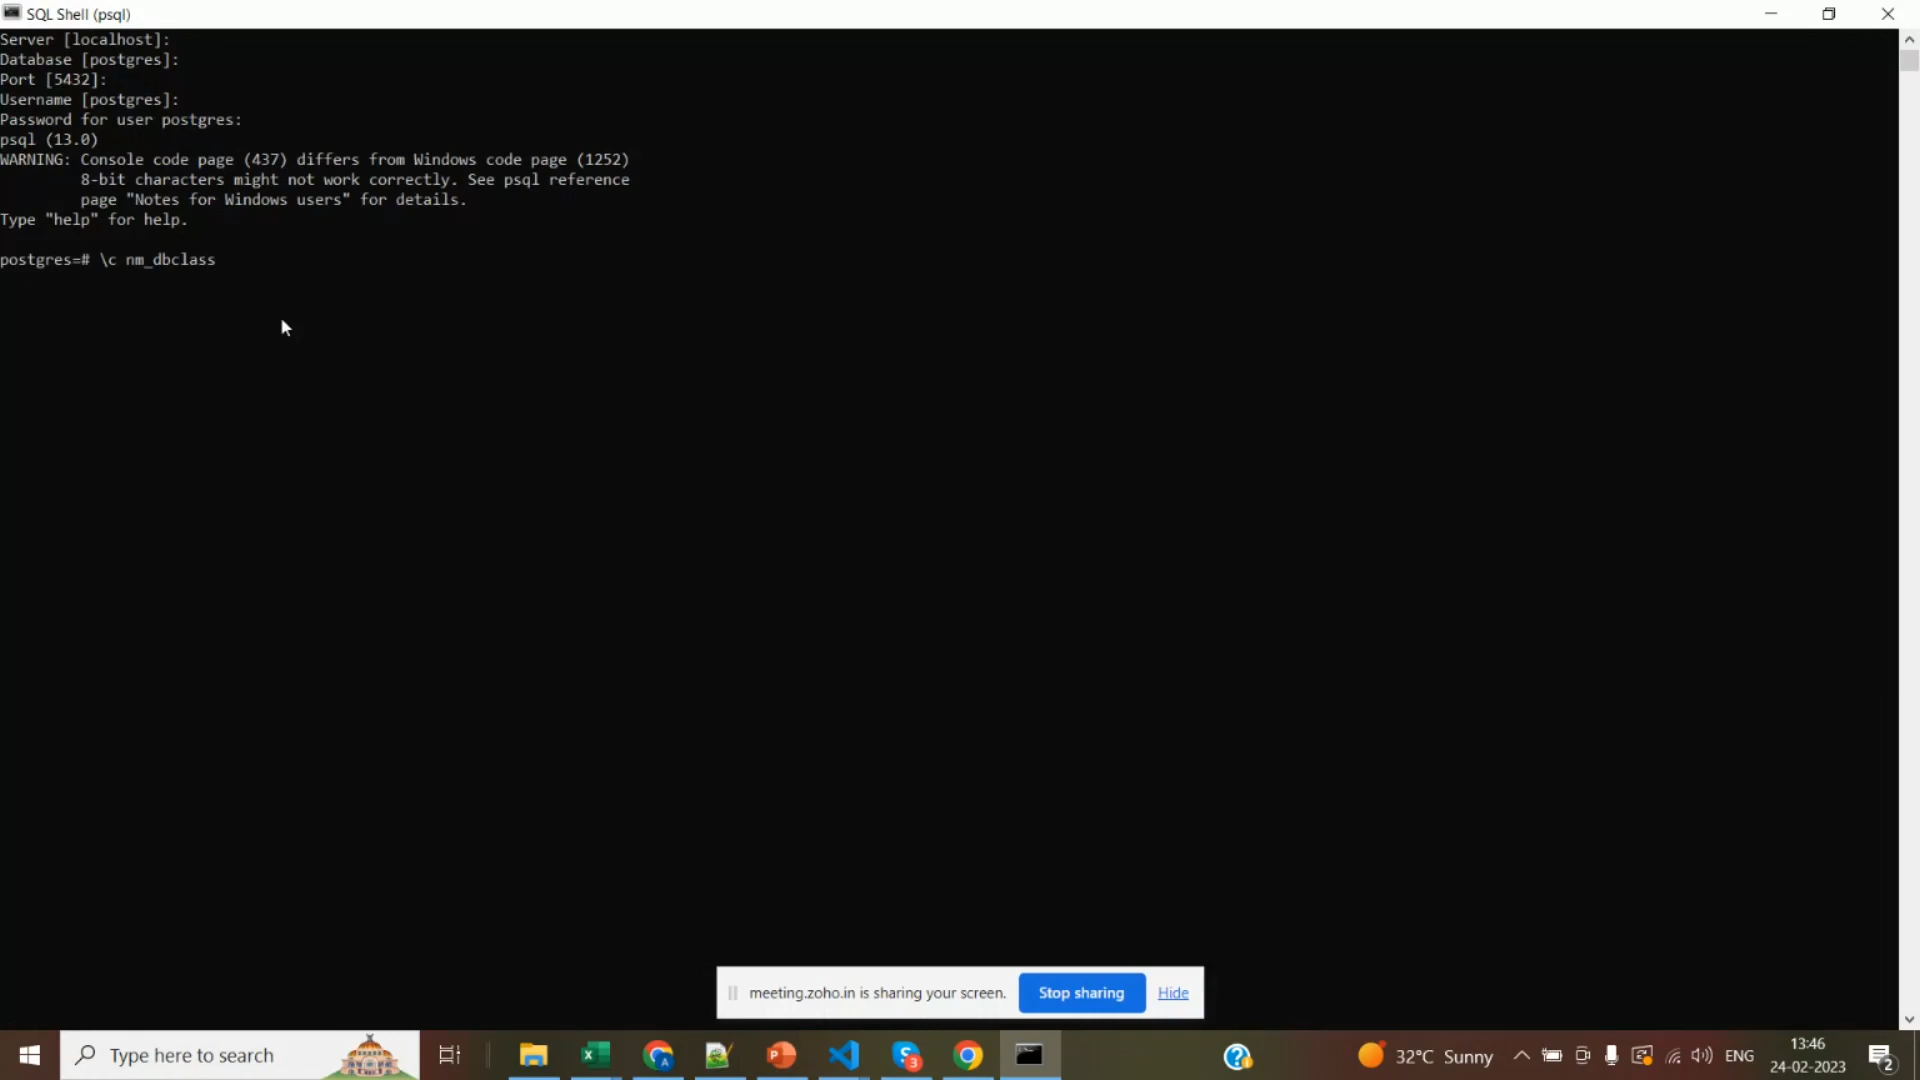 SQL Shell (psql)
Server [localhost]:
Database [postgres]:
Port [5432]:
Username [postgres]:
Password for user postgres:
psql (13.0)
WARNING: Console code page (437) differs from Windows code page (1252)
8-bit characters might not work correctly. See psql reference
page "Notes for Windows users" for details.
Type "help" for help.
postgres=# \c nm_dbclass
meeting.zoho.in is sharing your screen. Stop sharing Hide
Type here to search
32°C Sunny
ENG
13:46
24-02-2023
2